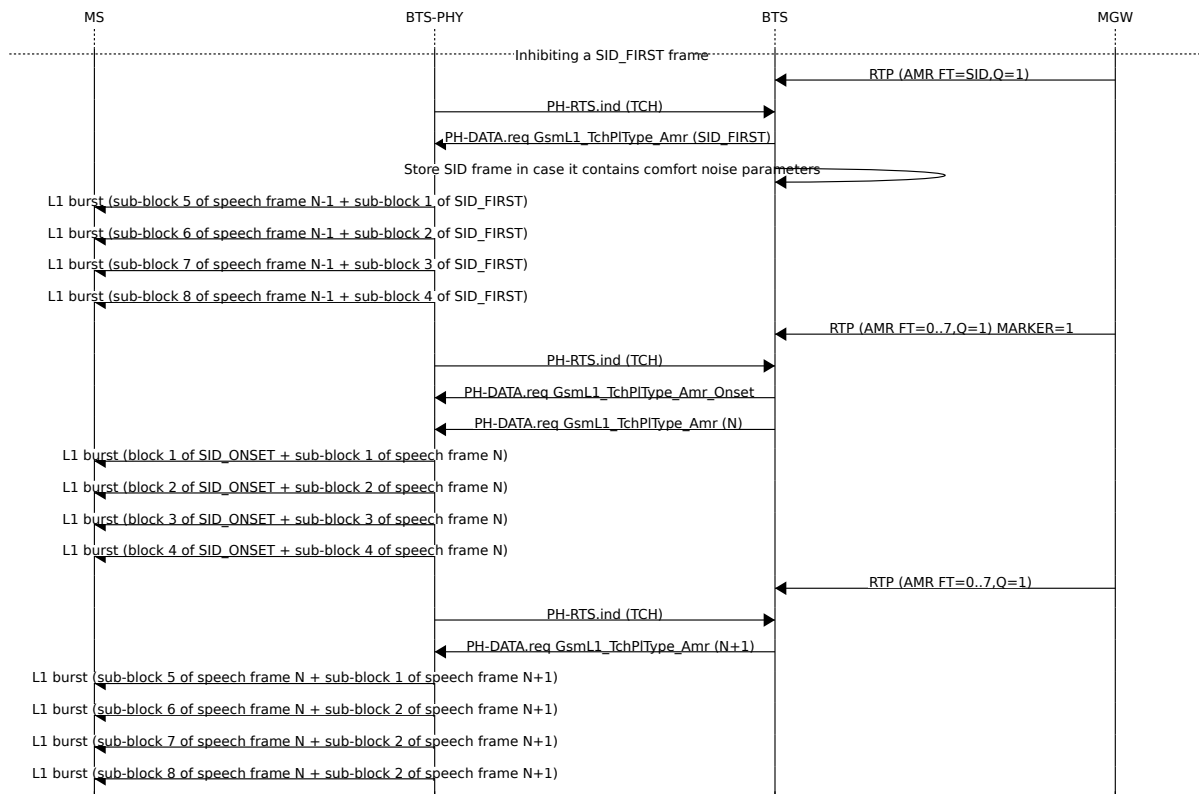 MS BTS-PHY BTS MGW
Inhibiting a SID_FIRST frame
RTP (AMR FT=SID,Q=1)
PH-RTS.ind (TCH)
PH-DATA.req GsmL1_TchPlType_Amr (SID_FIRST)
Store SID frame in case it contains comfort noise parameters
L1 burst (sub-block 5 of speech frame N-1 + sub-block 1 of SID_FIRST)
L1 burst (sub-block 6 of speech frame N-1 + sub-block 2 of SID_FIRST)
L1 burst (sub-block 7 of speech frame N-1 + sub-block 3 of SID_FIRST)
L1 burst (sub-block 8 of speech frame N-1 + sub-block 4 of SID_FIRST)
RTP (AMR FT=0..7,Q=1) MARKER=1
PH-RTS.ind (TCH)
PH-DATA.req GsmL1_TchPlType_Amr_Onset
PH-DATA.req GsmL1_TchPlType_Amr (N)
L1 burst (block 1 of SID_ONSET + sub-block 1 of speech frame N)
L1 burst (block 2 of SID_ONSET + sub-block 2 of speech frame N)
L1 burst (block 3 of SID_ONSET + sub-block 3 of speech frame N)
L1 burst (block 4 of SID_ONSET + sub-block 4 of speech frame N)
RTP (AMR FT=0..7,Q=1)
PH-RTS.ind (TCH)
PH-DATA.req GsmL1_TchPlType_Amr (N+1)
L1 burst (sub-block 5 of speech frame N + sub-block 1 of speech frame N+1)
L1 burst (sub-block 6 of speech frame N + sub-block 2 of speech frame N+1)
L1 burst (sub-block 7 of speech frame N + sub-block 2 of speech frame N+1)
L1 burst (sub-block 8 of speech frame N + sub-block 2 of speech frame N+1)